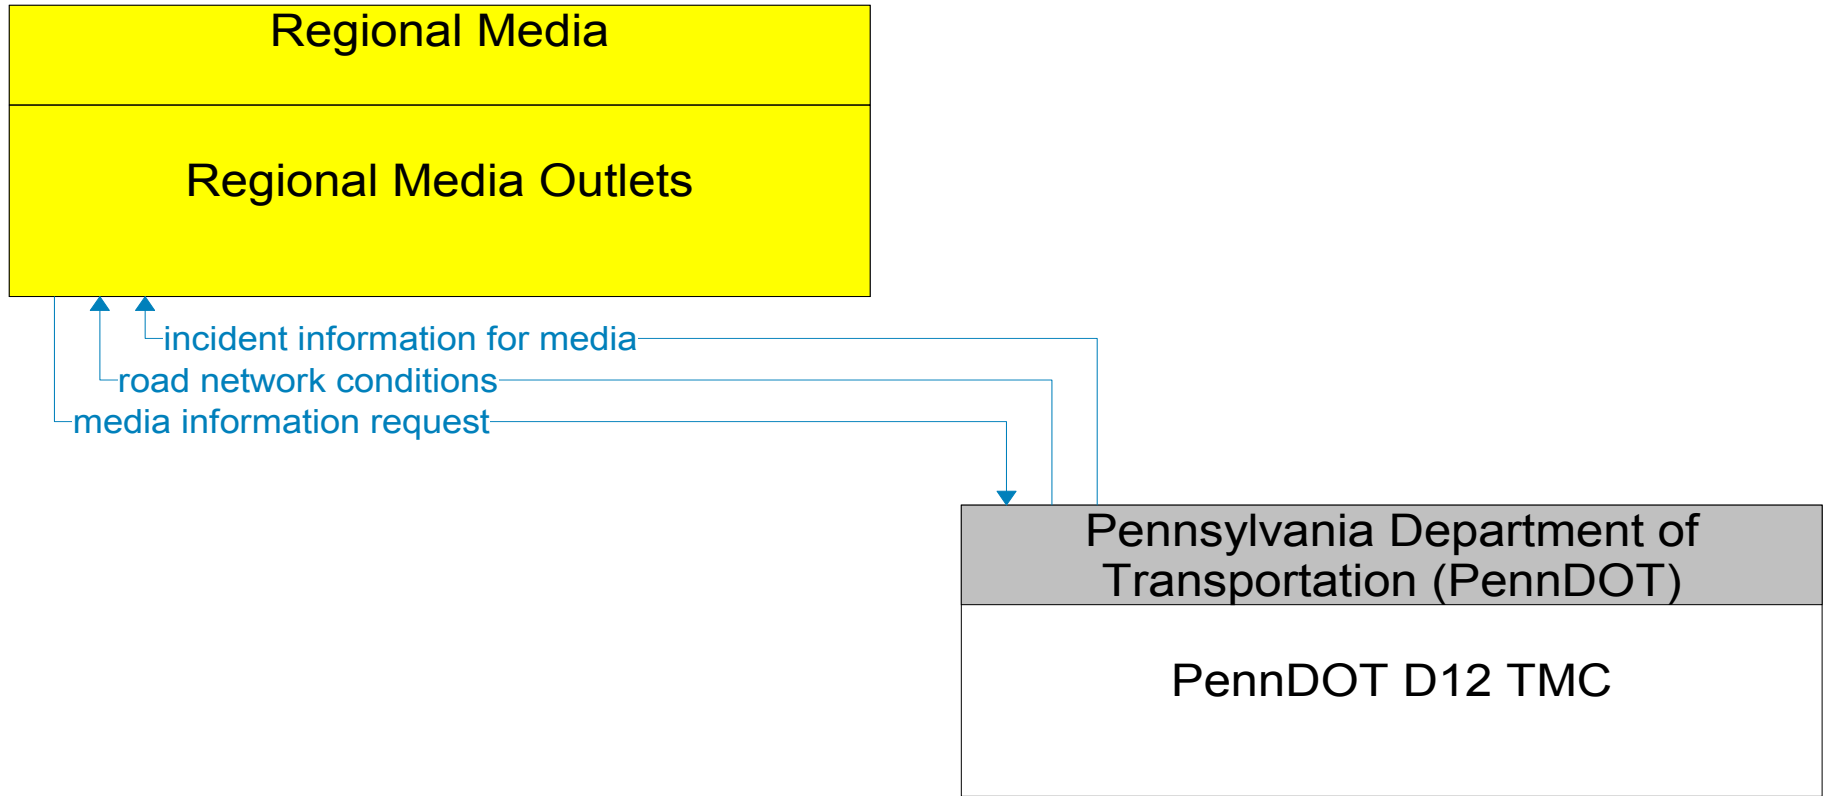 Regional Media
Regional Media Outlets
incident information for media
road network conditions
media information request
Pennsylvania Department of
Transportation (PennDOT)
PennDOT D12 TMC